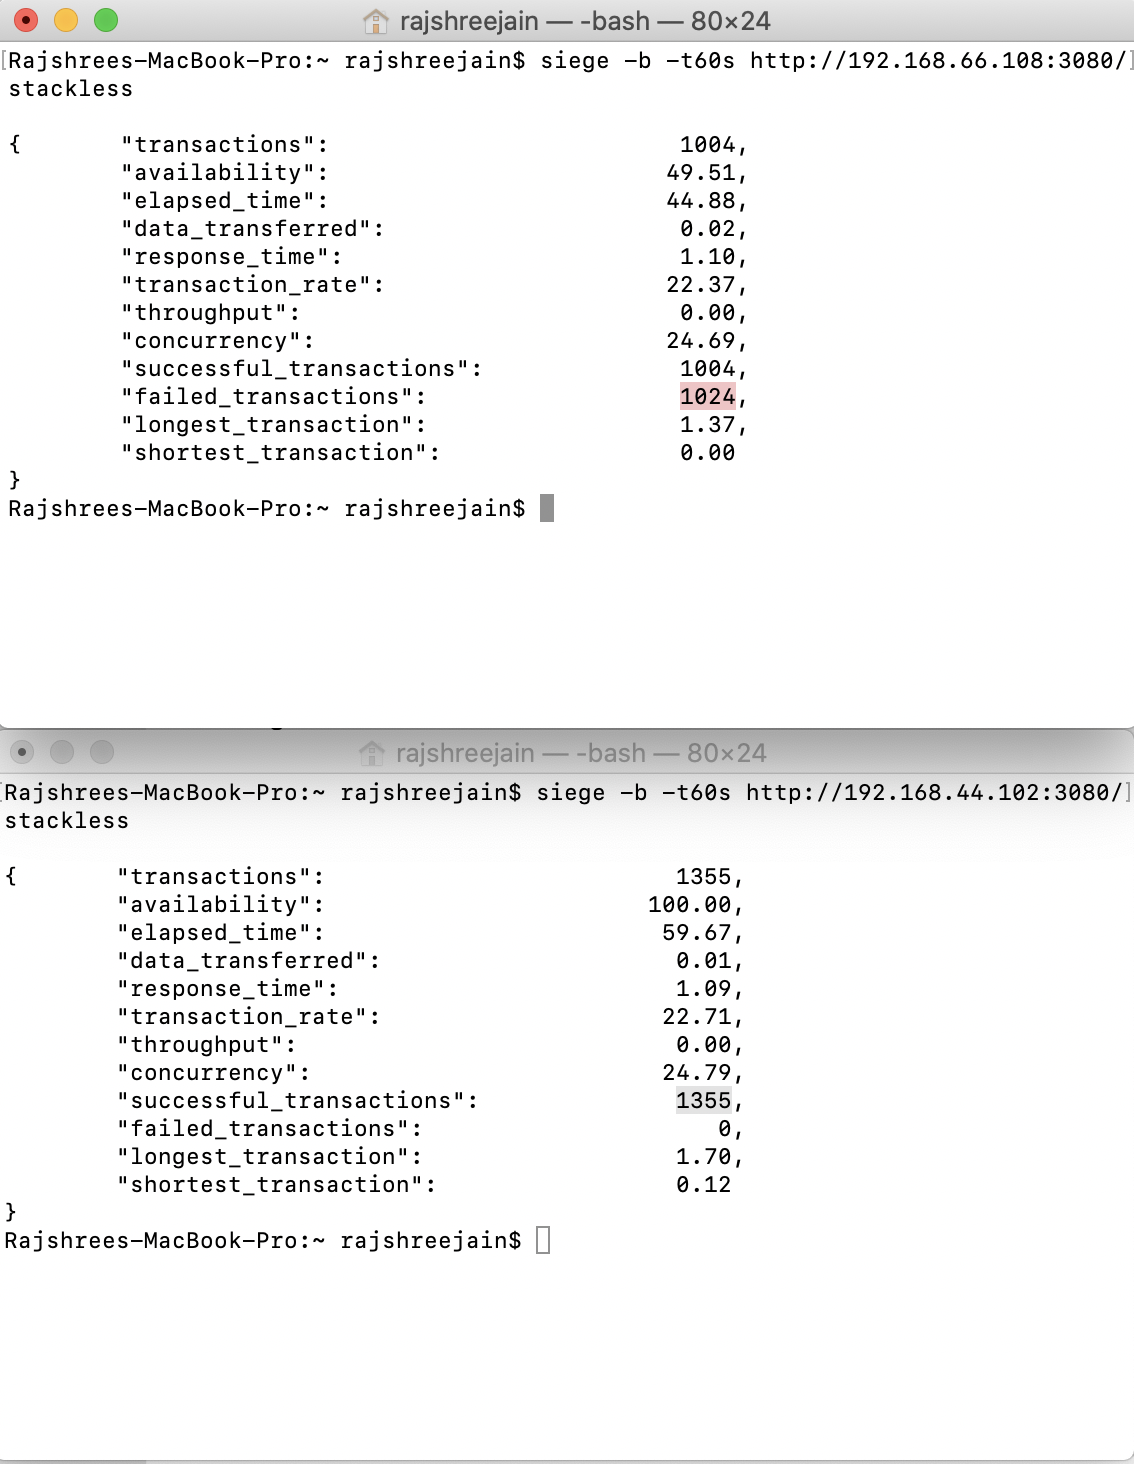 rajshreejain — -bash — 80×24
[Rajshrees-MacBook-Pro:~ rajshreejain$ siege -b -t60s http://192.168.66.108:3080/]
stackless
{ "transactions": 1004,
"availability": 49.51,
"elapsed_time": 44.88,
"data_transferred": 0.02,
"response_time": 1.10,
"transaction_rate": 22.37,
"throughput": 0.00,
"concurrency": 24.69,
"successful_transactions": 1004,
"failed_transactions": 1024,
"longest_transaction": 1.37,
"shortest_transaction": 0.00
}
Rajshrees-MacBook-Pro:~ rajshreejain$
rajshreejain — -bash — 80×24
[Rajshrees-MacBook-Pro:~ rajshreejain$ siege -b -t60s http://192.168.44.102:3080/]
stackless
{ "transactions": 1355,
"availability": 100.00,
"elapsed_time": 59.67,
"data_transferred": 0.01,
"response_time": 1.09,
"transaction_rate": 22.71,
"throughput": 0.00,
"concurrency": 24.79,
"successful_transactions": 1355,
"failed_transactions": 0,
"longest_transaction": 1.70,
"shortest_transaction": 0.12
}
Rajshrees-MacBook-Pro:~ rajshreejain$